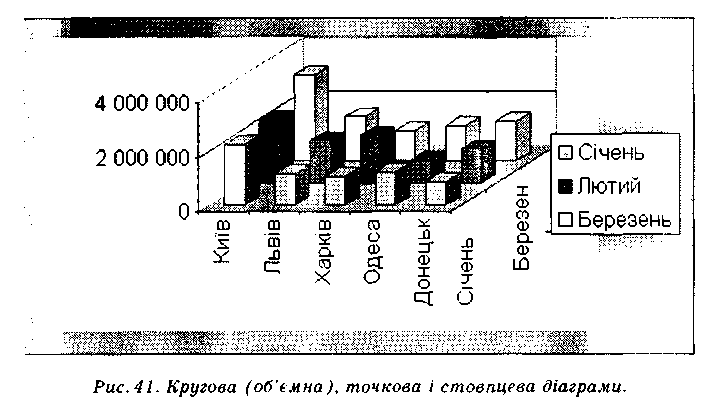 4 000 000
2 000 000
0
Київ
Львів
Харків
Одеса
Донецьк
Січень
Березен
Січень
Лютий
Березень
Рис. 41. Кругова (об'ємна), точкова і стовпцева діаграми.